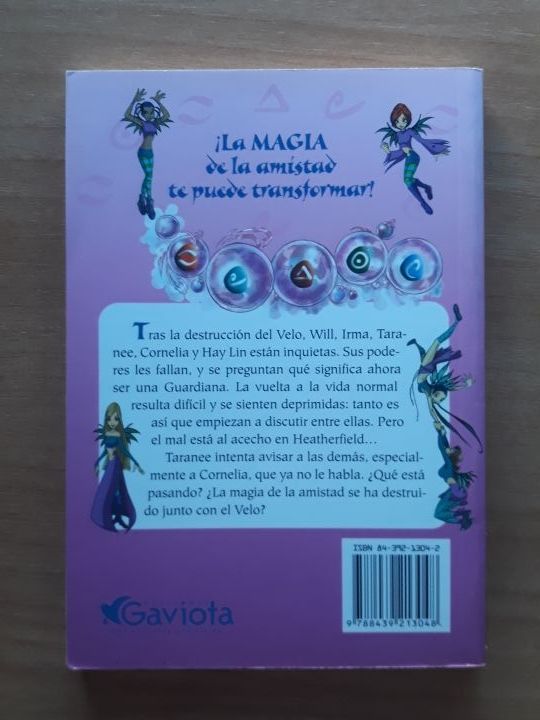 ¡La MAGIA
de la amistad
te puede transformar!
Tras la destrucción del Velo, Will, Irma, Tara-
nee, Cornelia y Hay Lin están inquietas. Sus pode-
res les fallan, y se preguntan qué significa ahora
ser una Guardiana. La vuelta a la vida normal
resulta difícil y se sienten deprimidas: tanto es
así que empiezan a discutir entre ellas. Pero
el mal está al acecho en Heatherfield…
Taranee intenta avisar a las demás, especial-
mente a Cornelia, que ya no le habla. ¿Qué está
pasando? ¿La magia de la amistad se ha destrui-
do junto con el Velo?
ISBN 84-392-1304-2
9 788439 213048
Gaviota